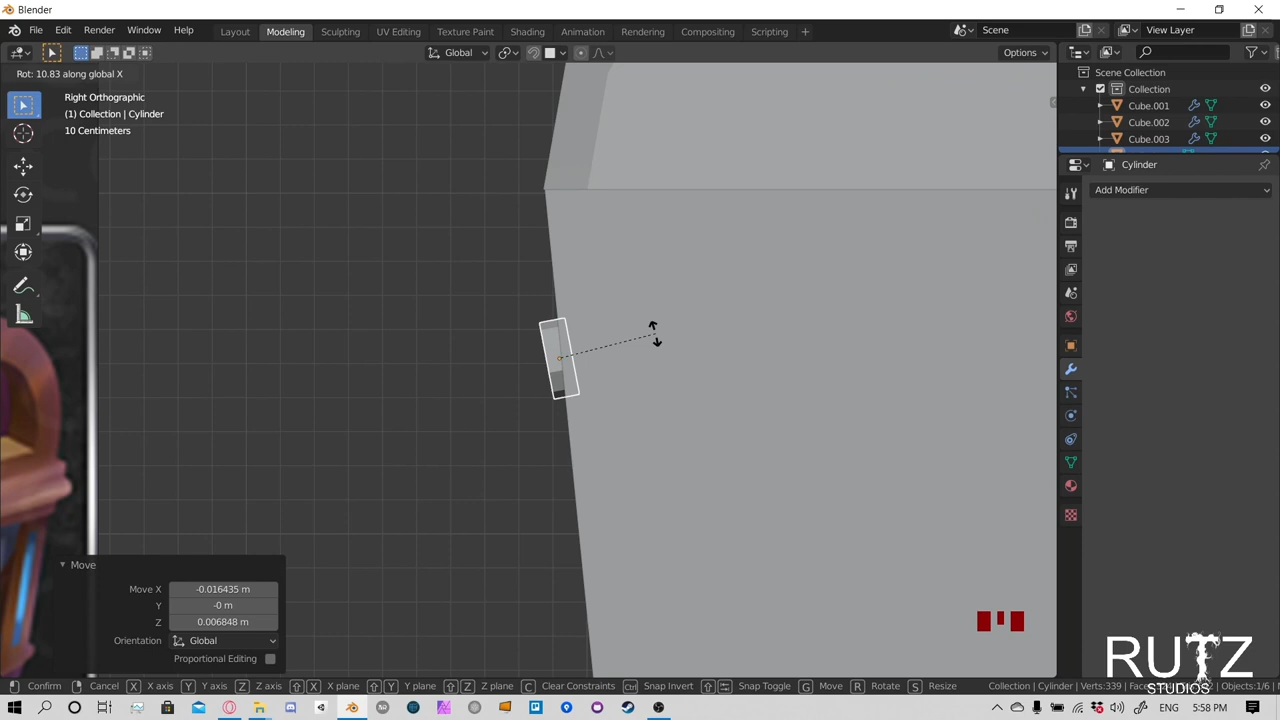 Blender
File Edit Render Window Help Layout Modeling Sculpting UV Editing Texture Paint Shading Animation Rendering Compositing Scripting + Scene View Layer
Global Options
Rot: 10.83 along global X
Scene Collection
Right Orthographic
Collection
(1) Collection | Cylinder
Cube.001
10 Centimeters
Cube.002
Cube.003
Cylinder
Add Modifier
Move
Move X -0.016435 m
Y -0 m
Z 0.006848 m
Orientation Global
Proportional Editing
RUTZ
STUDIOS
Confirm Cancel X X axis Y Y axis Z Z axis X X plane Y Y plane Z Z plane C Clear Constraints Ctrl Snap Invert Snap Toggle G Move R Rotate S Resize Collection | Cylinder | Verts:339 | Objects:1/6
ENG 5:58 PM